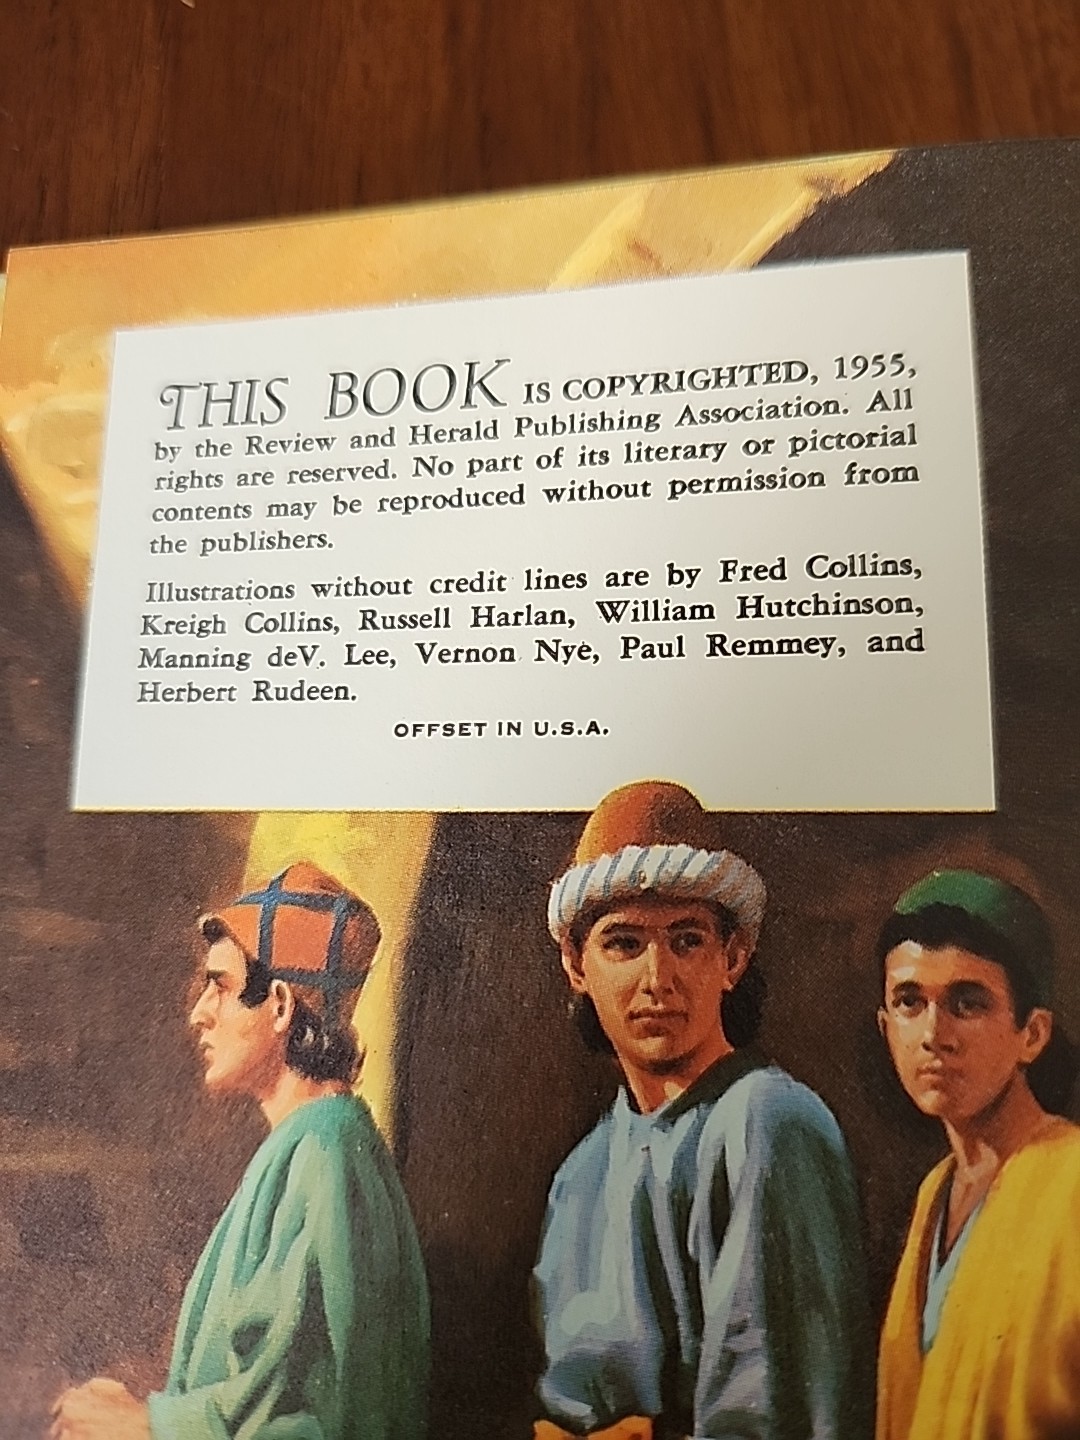 THIS BOOK IS COPYRIGHTED, 1955,
by the Review and Herald Publishing Association. All
rights are reserved. No part of its literary or pictorial
contents may be reproduced without permission from
the publishers.
Illustrations without credit lines are by Fred Collins,
Kreigh Collins, Russell Harlan, William Hutchinson,
Manning deV. Lee, Vernon Nye, Paul Remmey, and
Herbert Rudeen.
OFFSET IN U.S.A.